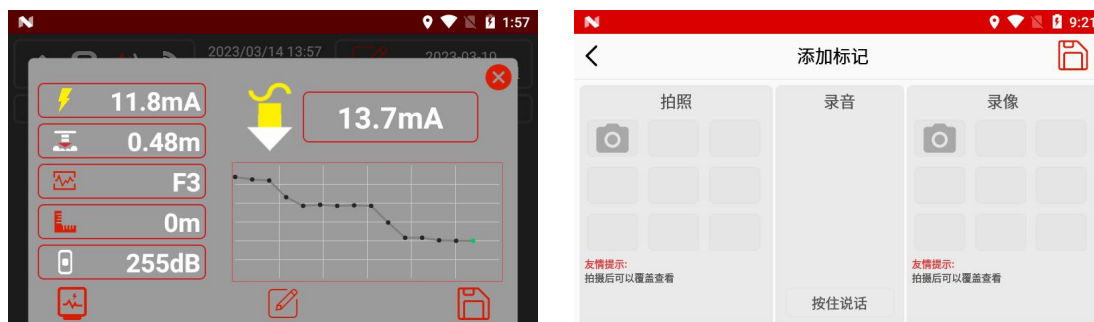 1:57
2023/03/14 13:57
2023-03-10
11.8mA
13.7mA
0.48m
F3
0m
255dB
9:21
添加标记
拍照
录音
录像
友情提示:
拍摄后可以覆盖查看
友情提示:
拍摄后可以覆盖查看
按住说话